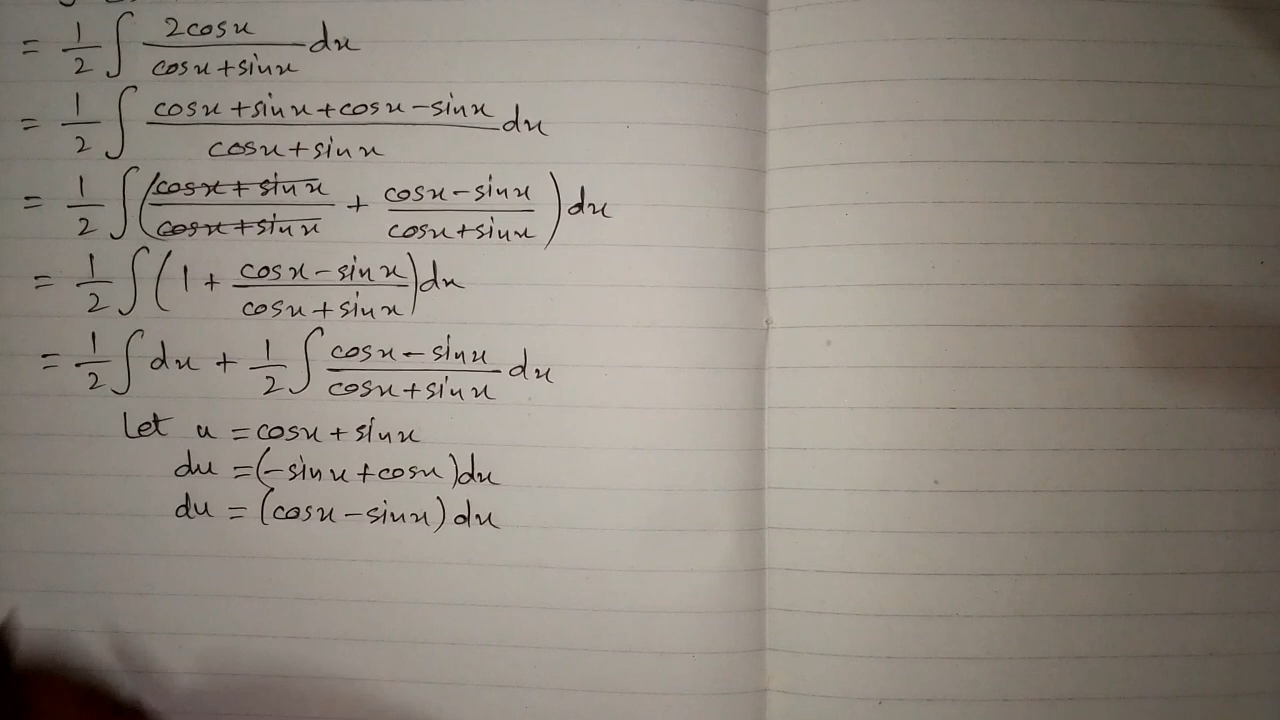 = 1/2 ∫ 2cosx/(cosx+sinx) dx
= 1/2 ∫ (cosx+sinx+cosx-sinx)/(cosx+sinx) dx
= 1/2 ∫ ((cosx+sinx)/(cosx+sinx) + (cosx-sinx)/(cosx+sinx)) dx
= 1/2 ∫ (1 + (cosx-sinx)/(cosx+sinx)) dx
= 1/2 ∫ dx + 1/2 ∫ (cosx-sinx)/(cosx+sinx) dx
Let u = cosx + sinx
du = (-sinx + cosx) dx
du = (cosx - sinx) dx